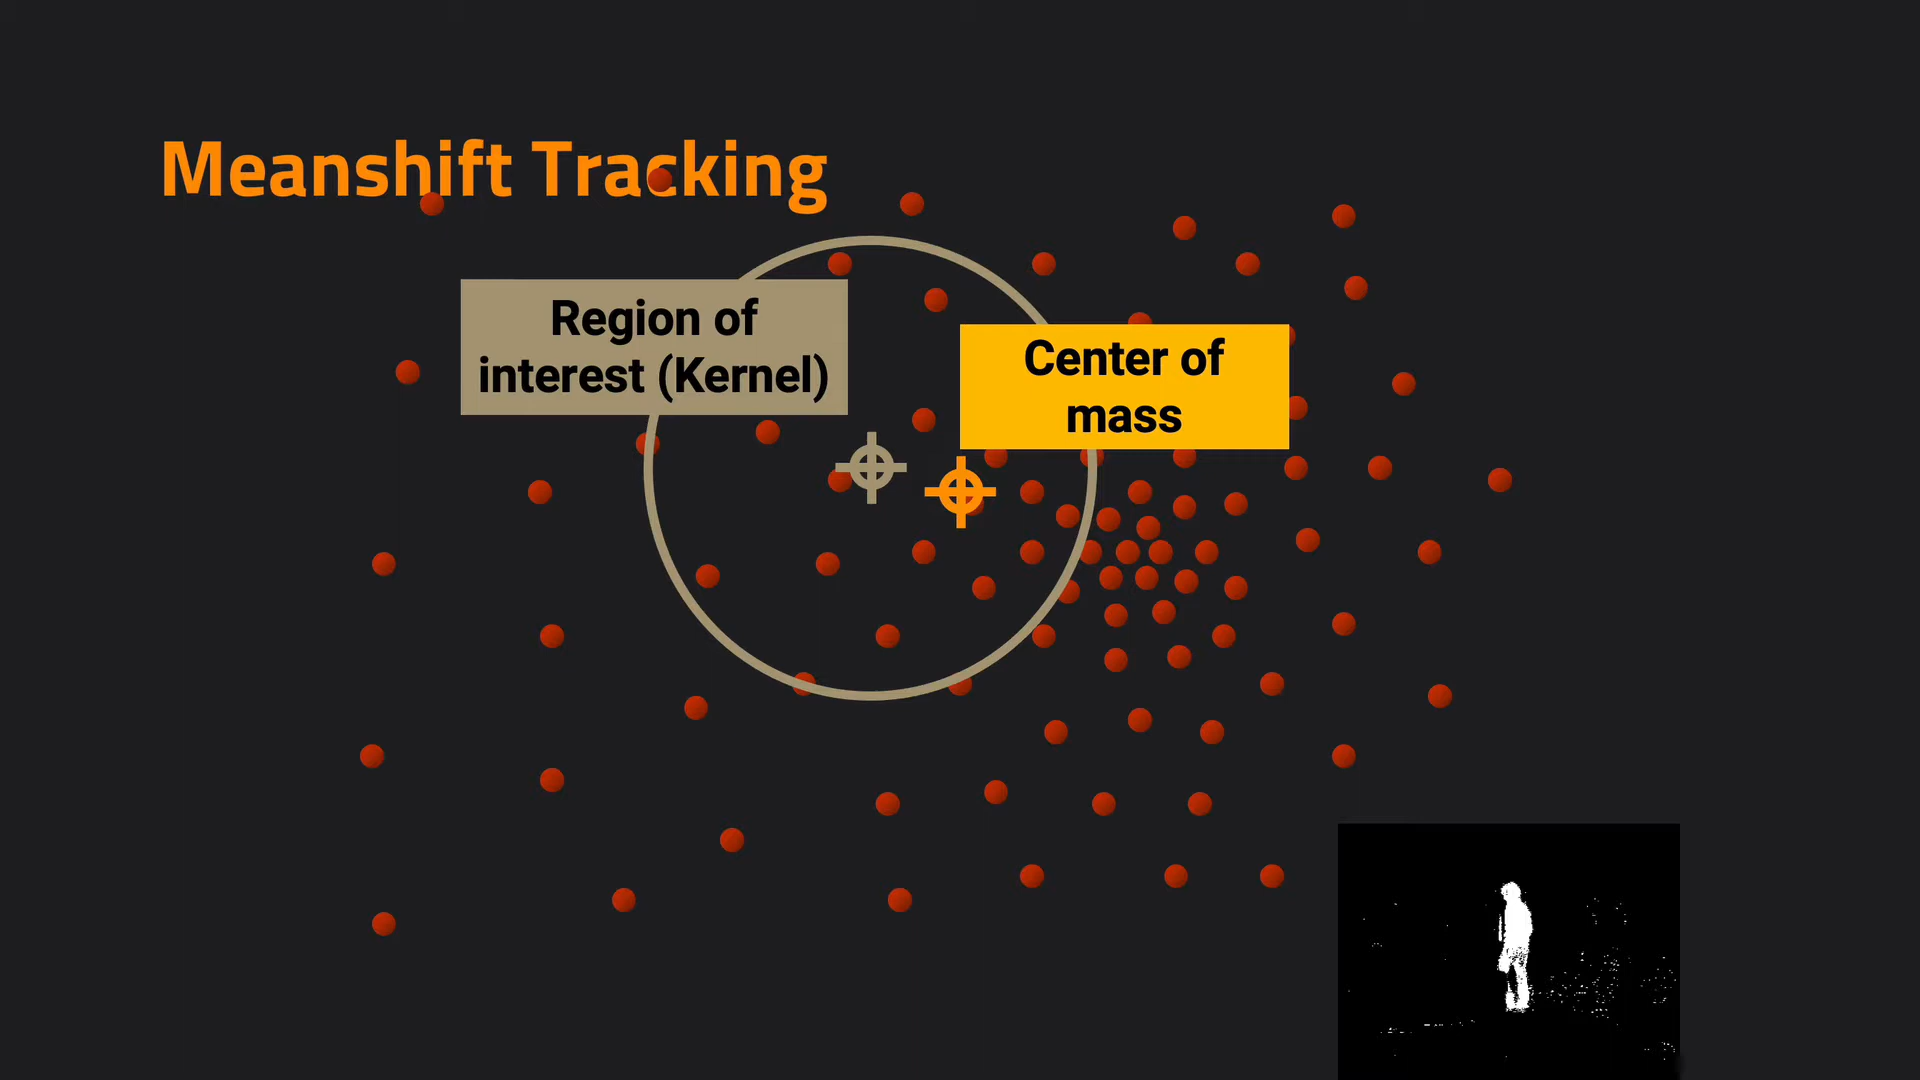 Meanshift Tracking
Region of
interest (Kernel)
Center of
mass